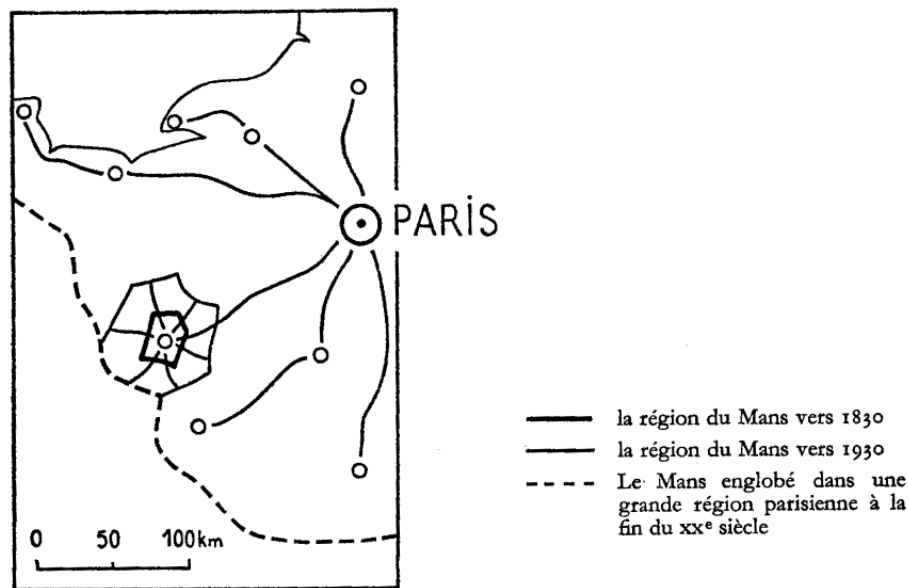 PARIS
0 50 100km
la région du Mans vers 1830
la région du Mans vers 1930
Le Mans englobé dans une
grande région parisienne à la
fin du XXe siècle